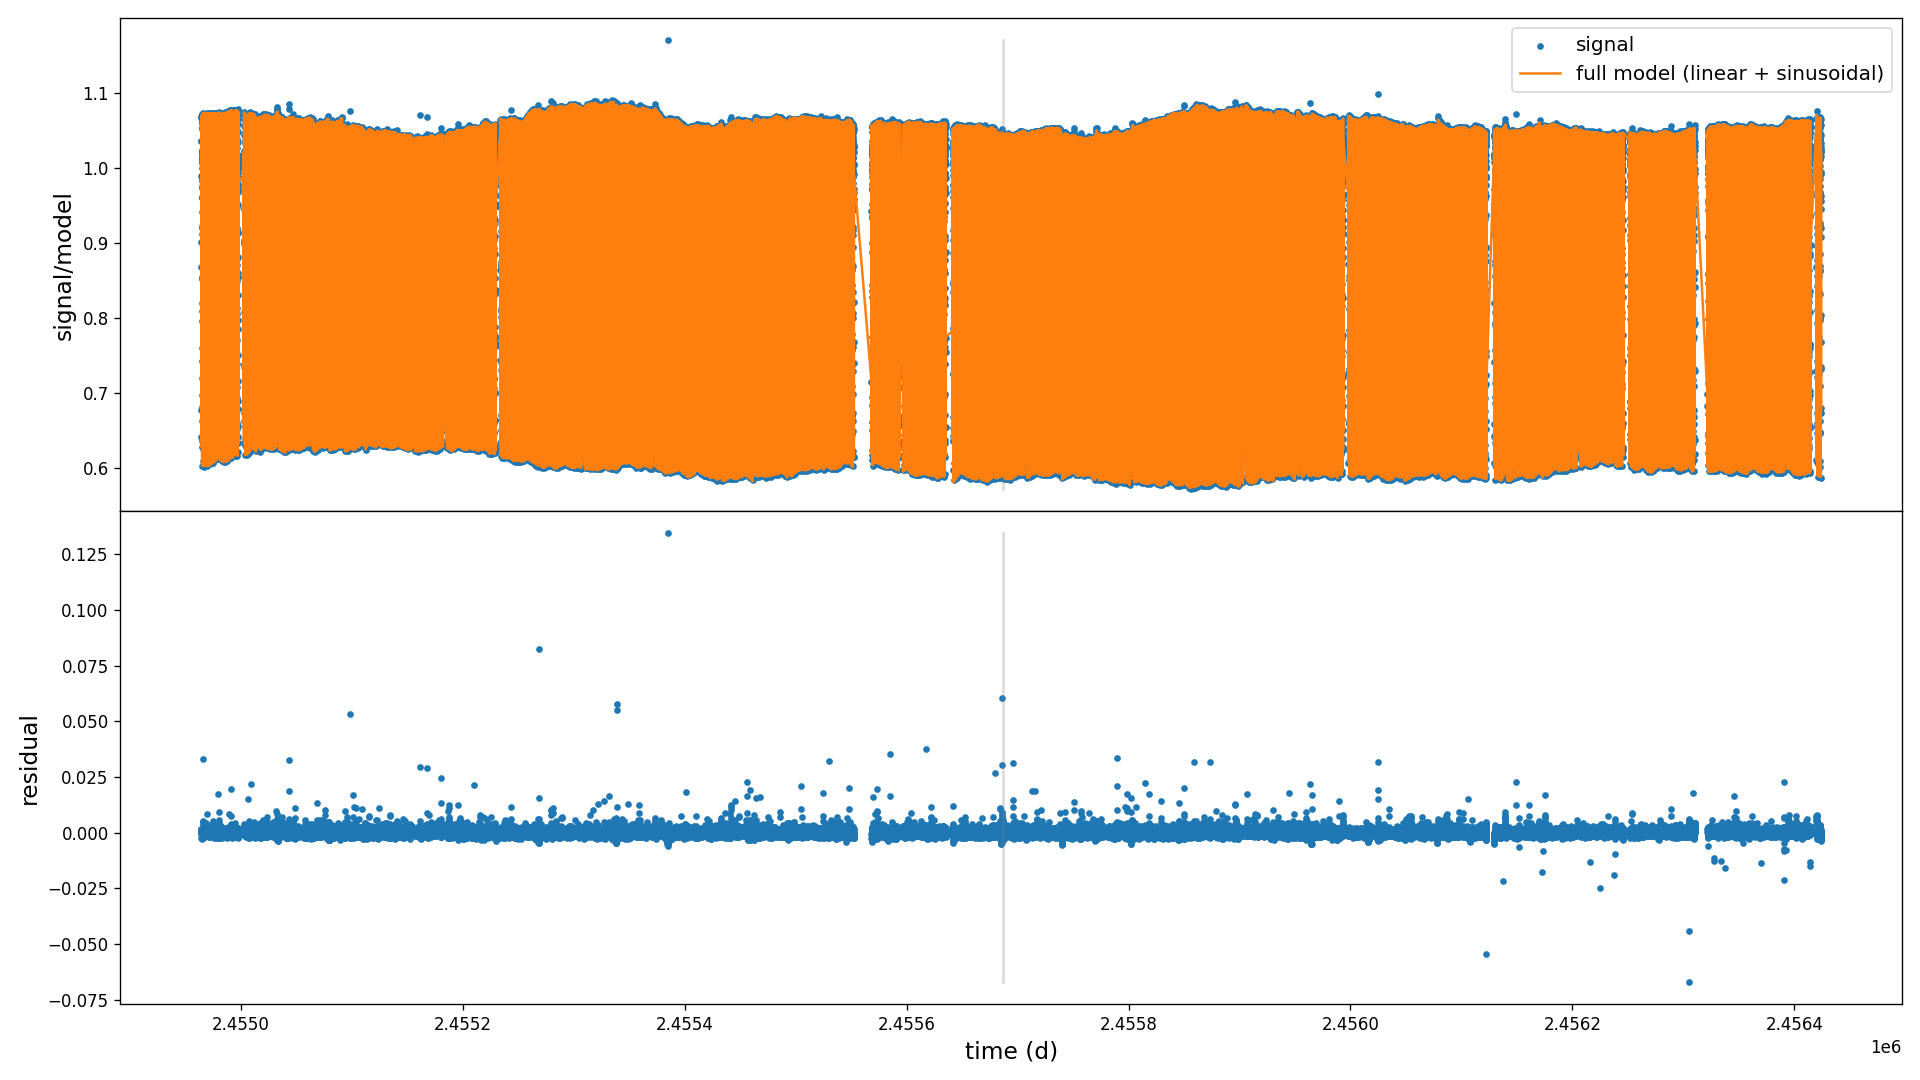 signal
full model (linear + sinusoidal)
signal/model
1.1
1.0
0.9
0.8
0.7
0.6
residual
0.125
0.100
0.075
0.050
0.025
0.000
−0.025
−0.050
−0.075
2.4550 2.4552 2.4554 2.4556 2.4558 2.4560 2.4562 2.4564
1e6
time (d)